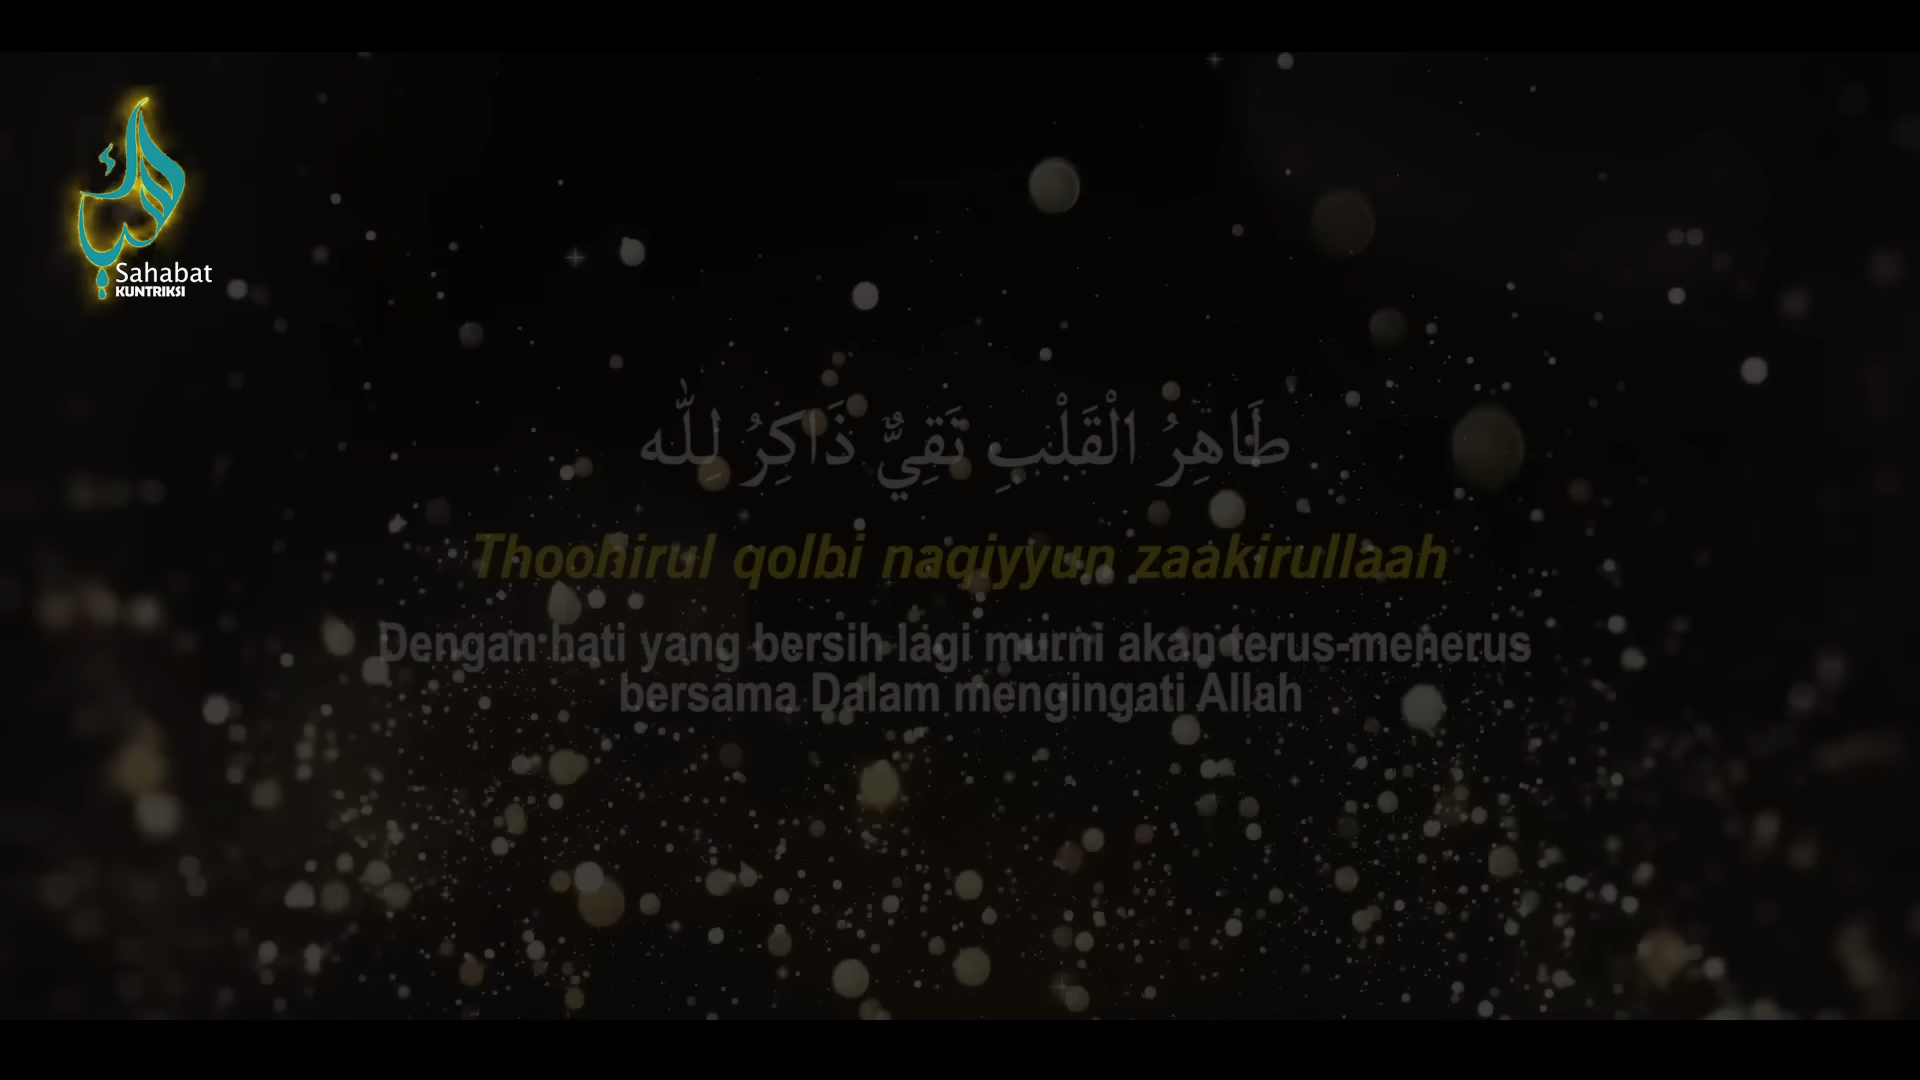 Sahabat
KUNTRIKSI
طَاهِرُ الْقَلْبِ تَقِيٌّ ذَاكِرُ لِلّٰه
Thoohirul qolbi naqiyyun zaakirullaah
Dengan hati yang bersih lagi murni akan terus-menerus
bersama Dalam mengingati Allah